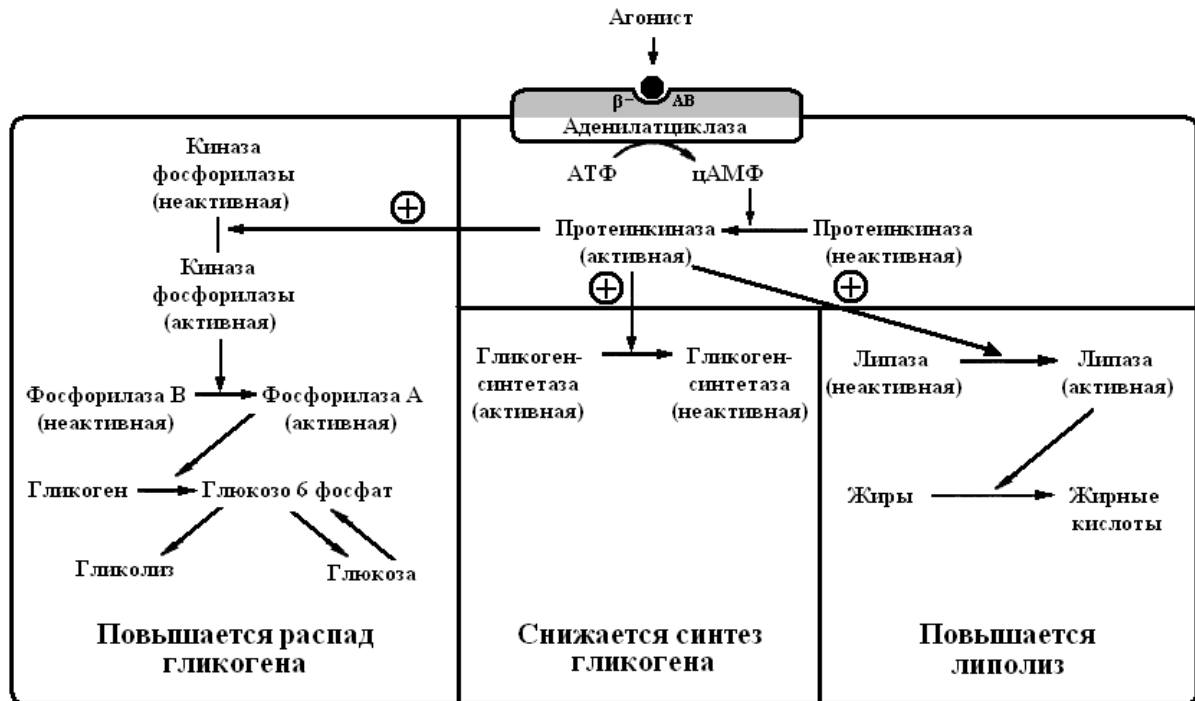 Агонист
β-
АВ
Аденилатциклаза
АТФ
цАМФ
Киназа
фосфорилазы
(неактивная)
Протеинкиназа
(активная)
Протеинкиназа
(неактивная)
Киназа
фосфорилазы
(активная)
Фосфорилаза В
(неактивная)
Фосфорилаза А
(активная)
Гликоген
Глюкозо 6 фосфат
Гликолиз
Глюкоза
Повышается распад
гликогена
Гликоген-
синтетаза
(активная)
Гликоген-
синтетаза
(неактивная)
Снижается синтез
гликогена
Липаза
(неактивная)
Липаза
(активная)
Жиры
Жирные
кислоты
Повышается
липолиз